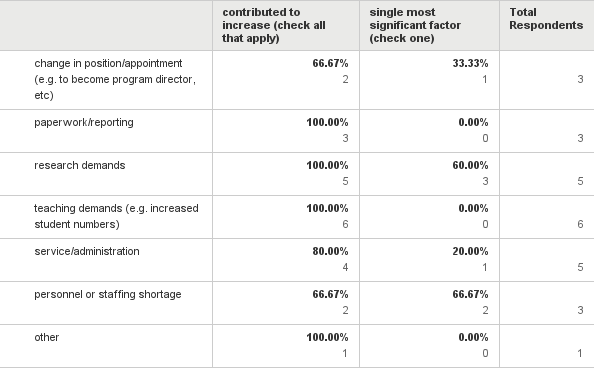 contributed to increase (check all that apply) single most significant factor (check one) Total Respondents
change in position/appointment (e.g. to become program director, etc) 66.67% 2 33.33% 1 3
paperwork/reporting 100.00% 3 0.00% 0 3
research demands 100.00% 5 60.00% 3 5
teaching demands (e.g. increased student numbers) 100.00% 6 0.00% 0 6
service/administration 80.00% 4 20.00% 1 5
personnel or staffing shortage 66.67% 2 66.67% 2 3
other 100.00% 1 0.00% 0 1